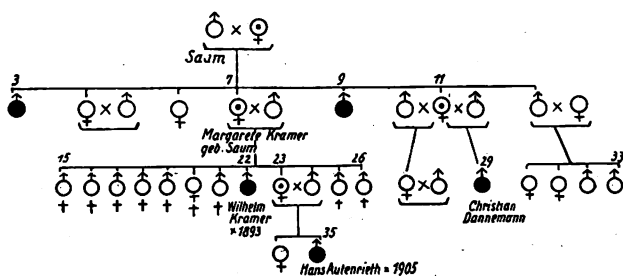 Saum
3 7 9 11
Margarete Kramer
geb. Saum
15 22 23 26 29 33
Wilhelm
Kramer
* 1893
Christian
Dannemann
35
Hans Autenrieth * 1905